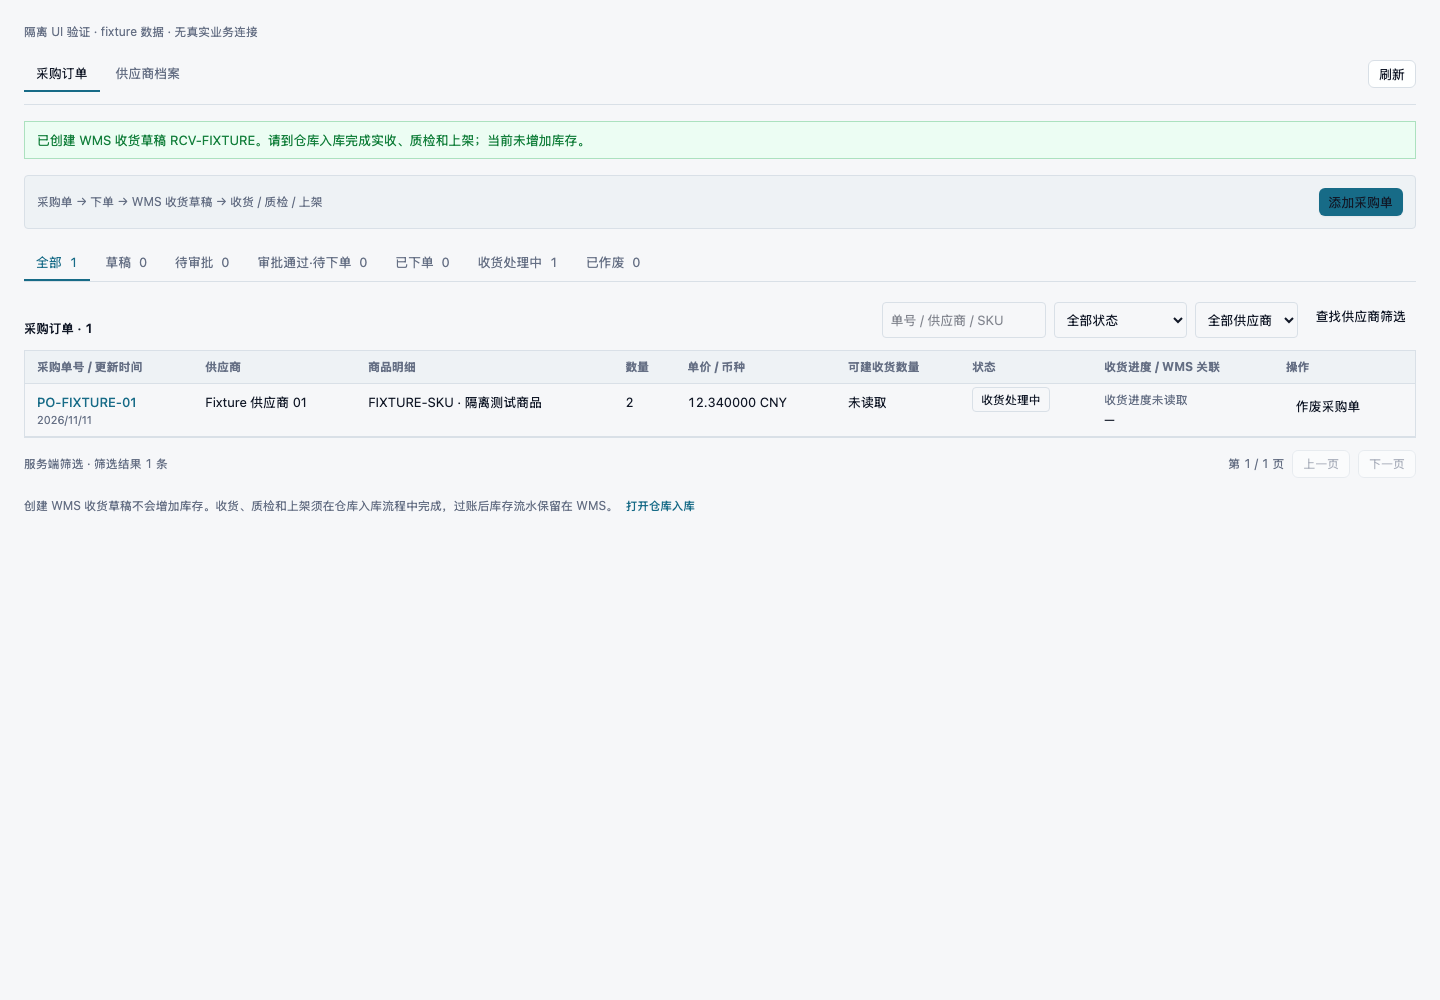 隔离 UI 验证 · fixture 数据 · 无真实业务连接
采购订单 供应商档案 刷新
已创建 WMS 收货草稿 RCV-FIXTURE。请到仓库入库完成实收、质检和上架；当前未增加库存。
采购单 → 下单 → WMS 收货草稿 → 收货 / 质检 / 上架 添加采购单
全部 1 草稿 0 待审批 0 审批通过·待下单 0 已下单 0 收货处理中 1 已作废 0
采购订单 · 1 单号 / 供应商 / SKU 全部状态 全部供应商 查找供应商筛选
采购单号 / 更新时间 供应商 商品明细 数量 单价 / 币种 可建收货数量 状态 收货进度 / WMS 关联 操作
PO-FIXTURE-01 Fixture 供应商 01 FIXTURE-SKU · 隔离测试商品 2 12.340000 CNY 未读取 收货处理中 收货进度未读取 作废采购单
2026/11/11 —
服务端筛选 · 筛选结果 1 条 第 1 / 1 页 上一页 下一页
创建 WMS 收货草稿不会增加库存。收货、质检和上架须在仓库入库流程中完成，过账后库存流水保留在 WMS。 打开仓库入库